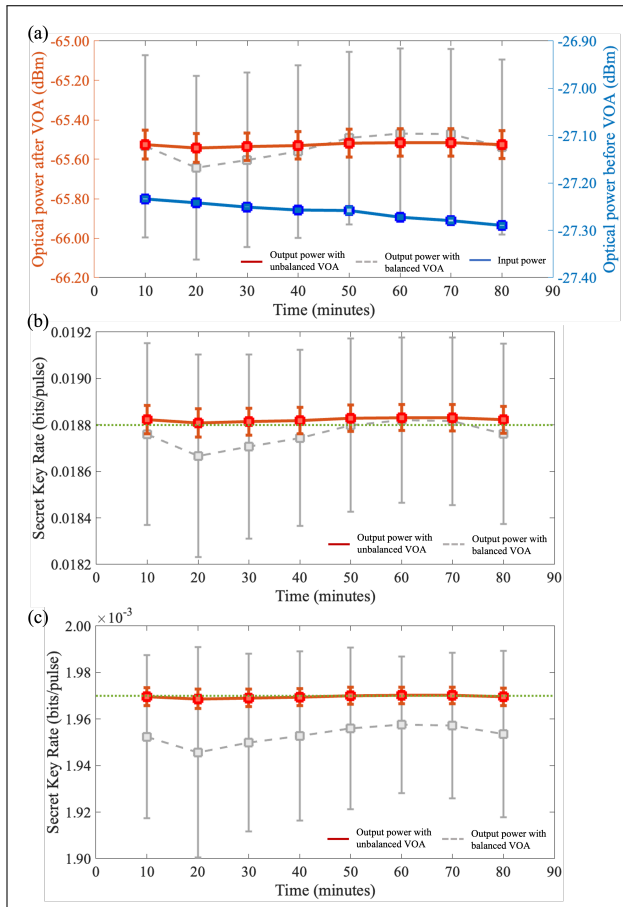 (a)
-65.00
-65.20
-65.40
-65.60
-65.80
-66.00
-66.20
Optical power after VOA (dBm)
-26.90
-27.00
-27.10
-27.20
-27.30
-27.40
Optical power before VOA (dBm)
Output power with
unbalanced VOA
Output power with
balanced VOA
Input power
0 10 20 30 40 50 60 70 80 90
Time (minutes)
(b)
0.0192
0.0190
0.0188
0.0186
0.0184
0.0182
Secret Key Rate (bits/pulse)
Output power with
unbalanced VOA
Output power with
balanced VOA
0 10 20 30 40 50 60 70 80 90
Time (minutes)
(c)
×10-3
2.00
1.98
1.96
1.94
1.92
1.90
Secret Key Rate (bits/pulse)
Output power with
unbalanced VOA
Output power with
balanced VOA
0 10 20 30 40 50 60 70 80 90
Time (minutes)